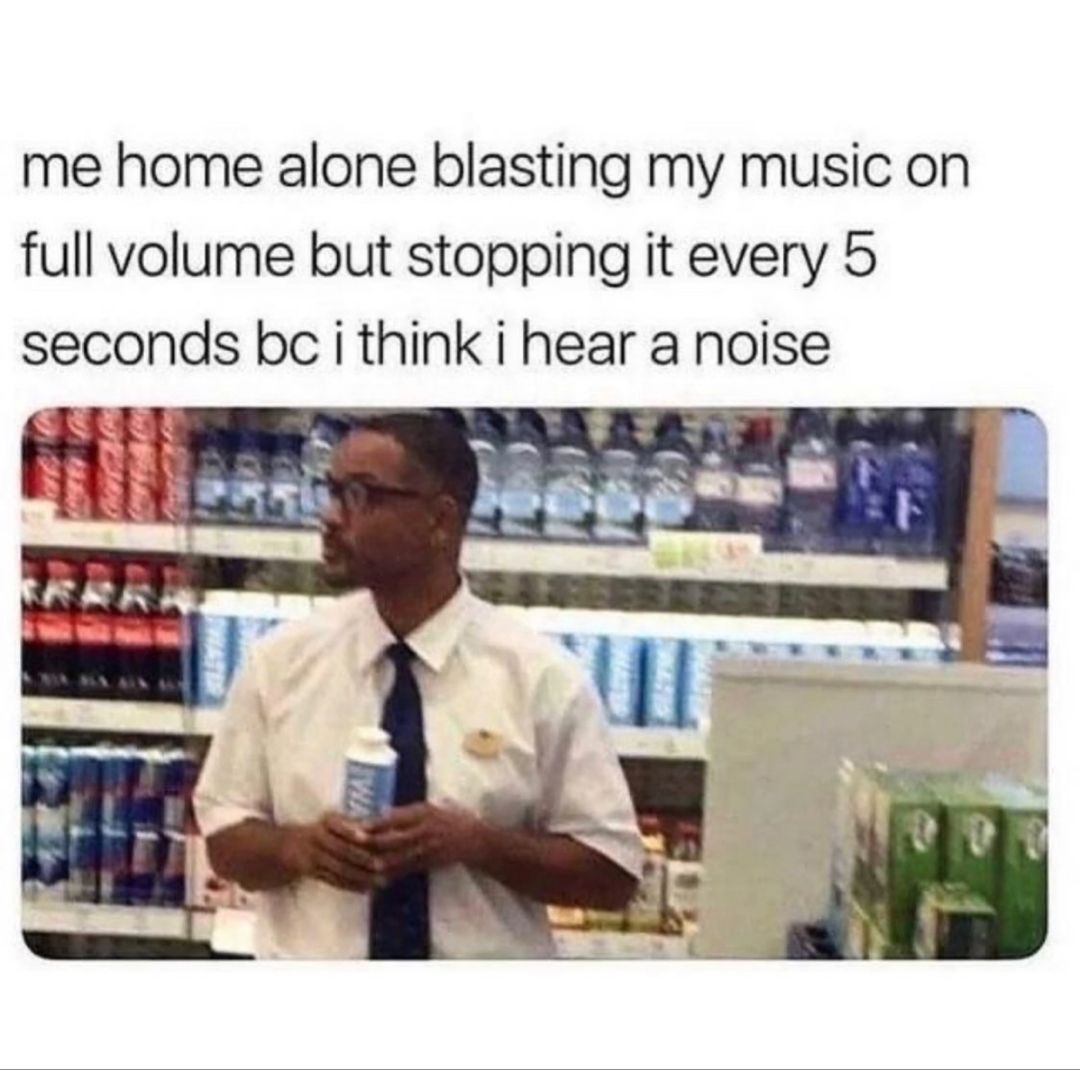 me home alone blasting my music on
full volume but stopping it every 5
seconds bc i think i hear a noise